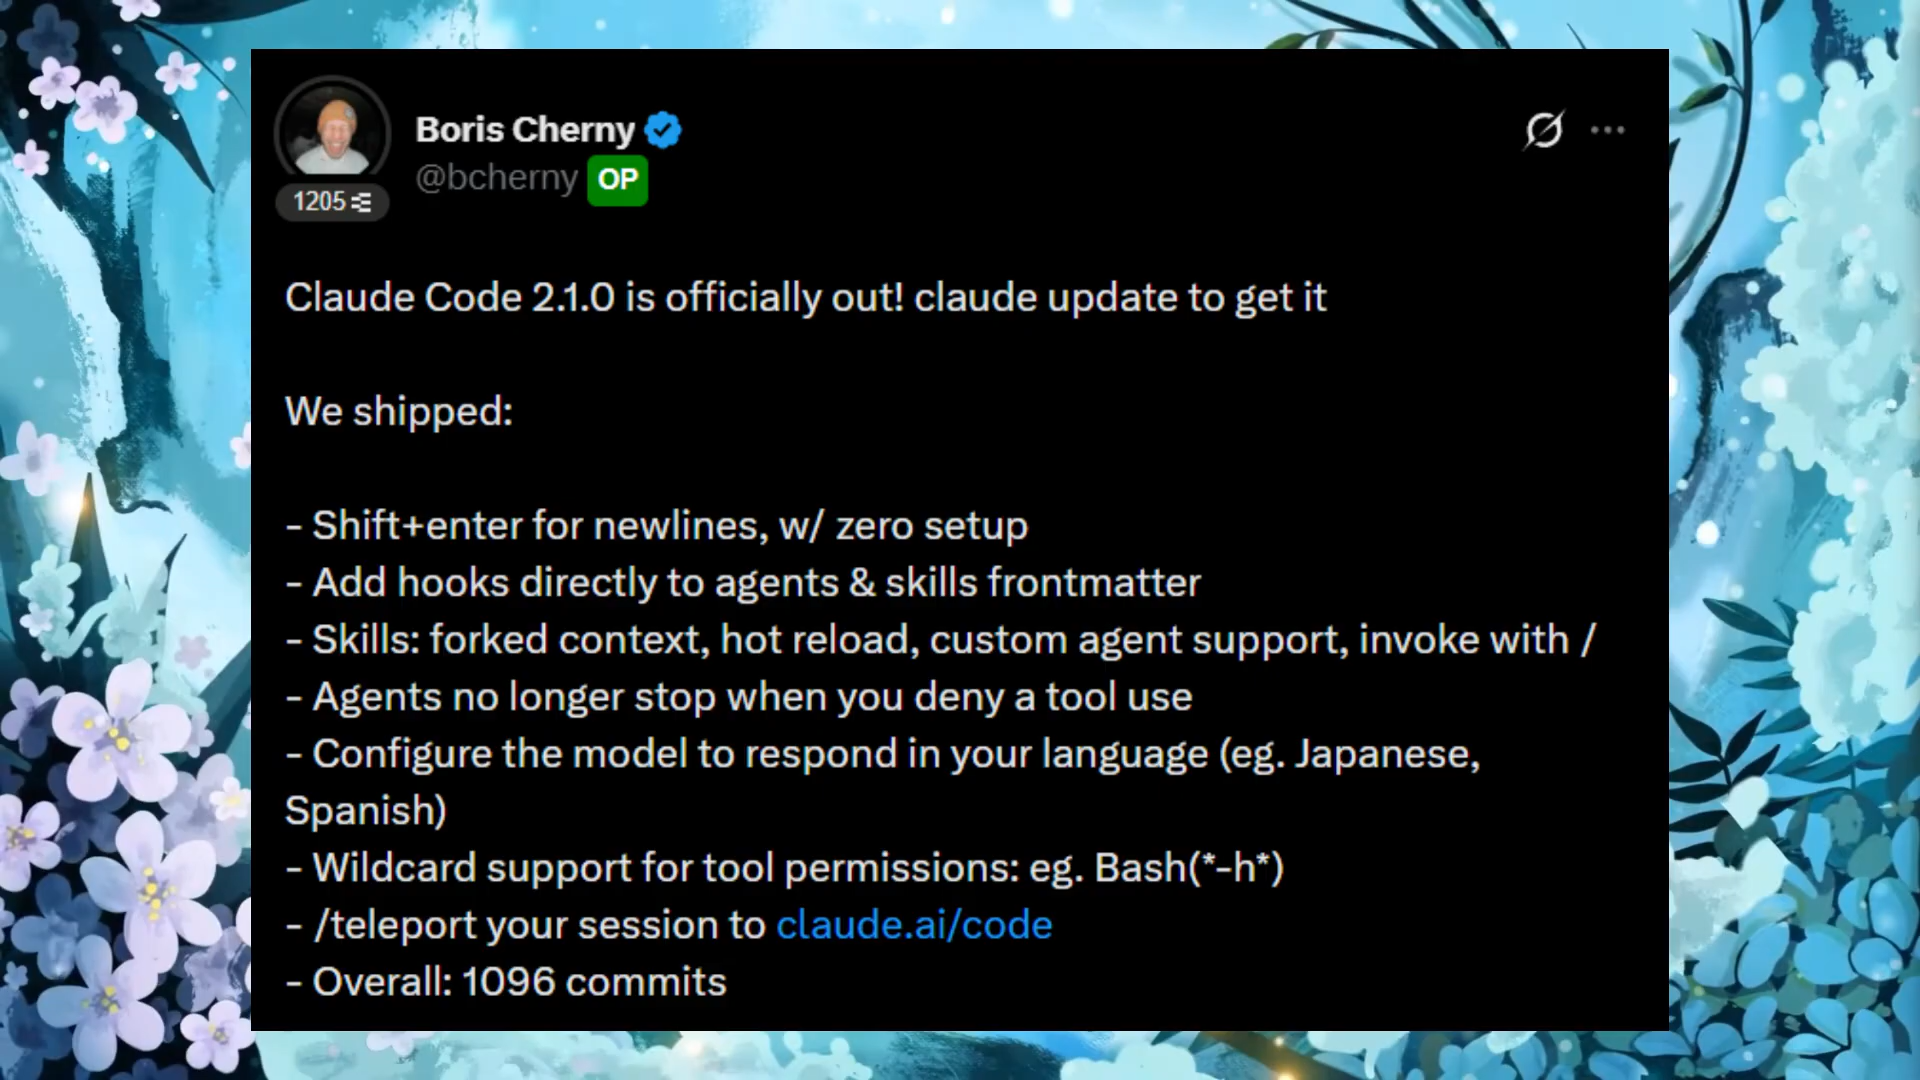 Boris Cherny
@bcherny OP
1205
Claude Code 2.1.0 is officially out! claude update to get it
We shipped:
- Shift+enter for newlines, w/ zero setup
- Add hooks directly to agents & skills frontmatter
- Skills: forked context, hot reload, custom agent support, invoke with /
- Agents no longer stop when you deny a tool use
- Configure the model to respond in your language (eg. Japanese,
Spanish)
- Wildcard support for tool permissions: eg. Bash(*-h*)
- /teleport your session to claude.ai/code
- Overall: 1096 commits